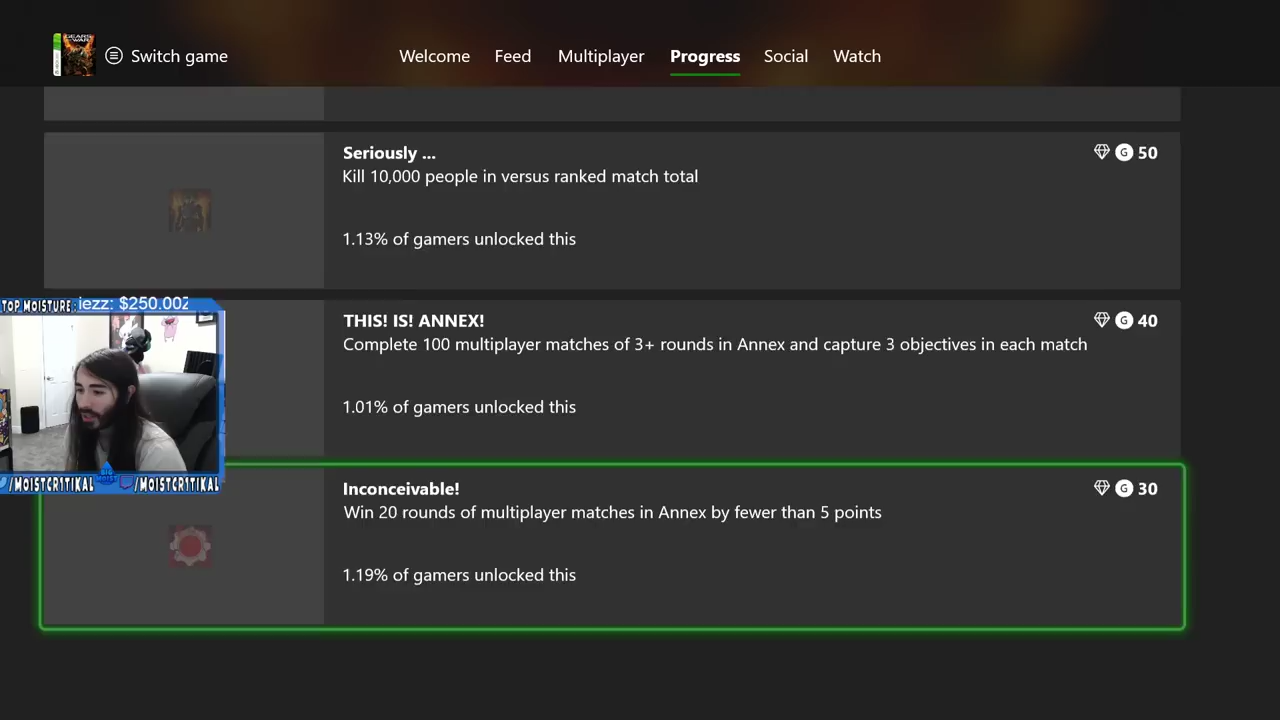 GEARS
WAR
Switch game
Welcome
Feed
Multiplayer
Progress
Social
Watch
Seriously ...
G 50
Kill 10,000 people in versus ranked match total
1.13% of gamers unlocked this
TOP MOISTURE: iezz: $250.00
THIS! IS! ANNEX!
G 40
Complete 100 multiplayer matches of 3+ rounds in Annex and capture 3 objectives in each match
1.01% of gamers unlocked this
/MOISTCR1TIKAL
/MOISTCR1TIKAL
Inconceivable!
G 30
Win 20 rounds of multiplayer matches in Annex by fewer than 5 points
1.19% of gamers unlocked this